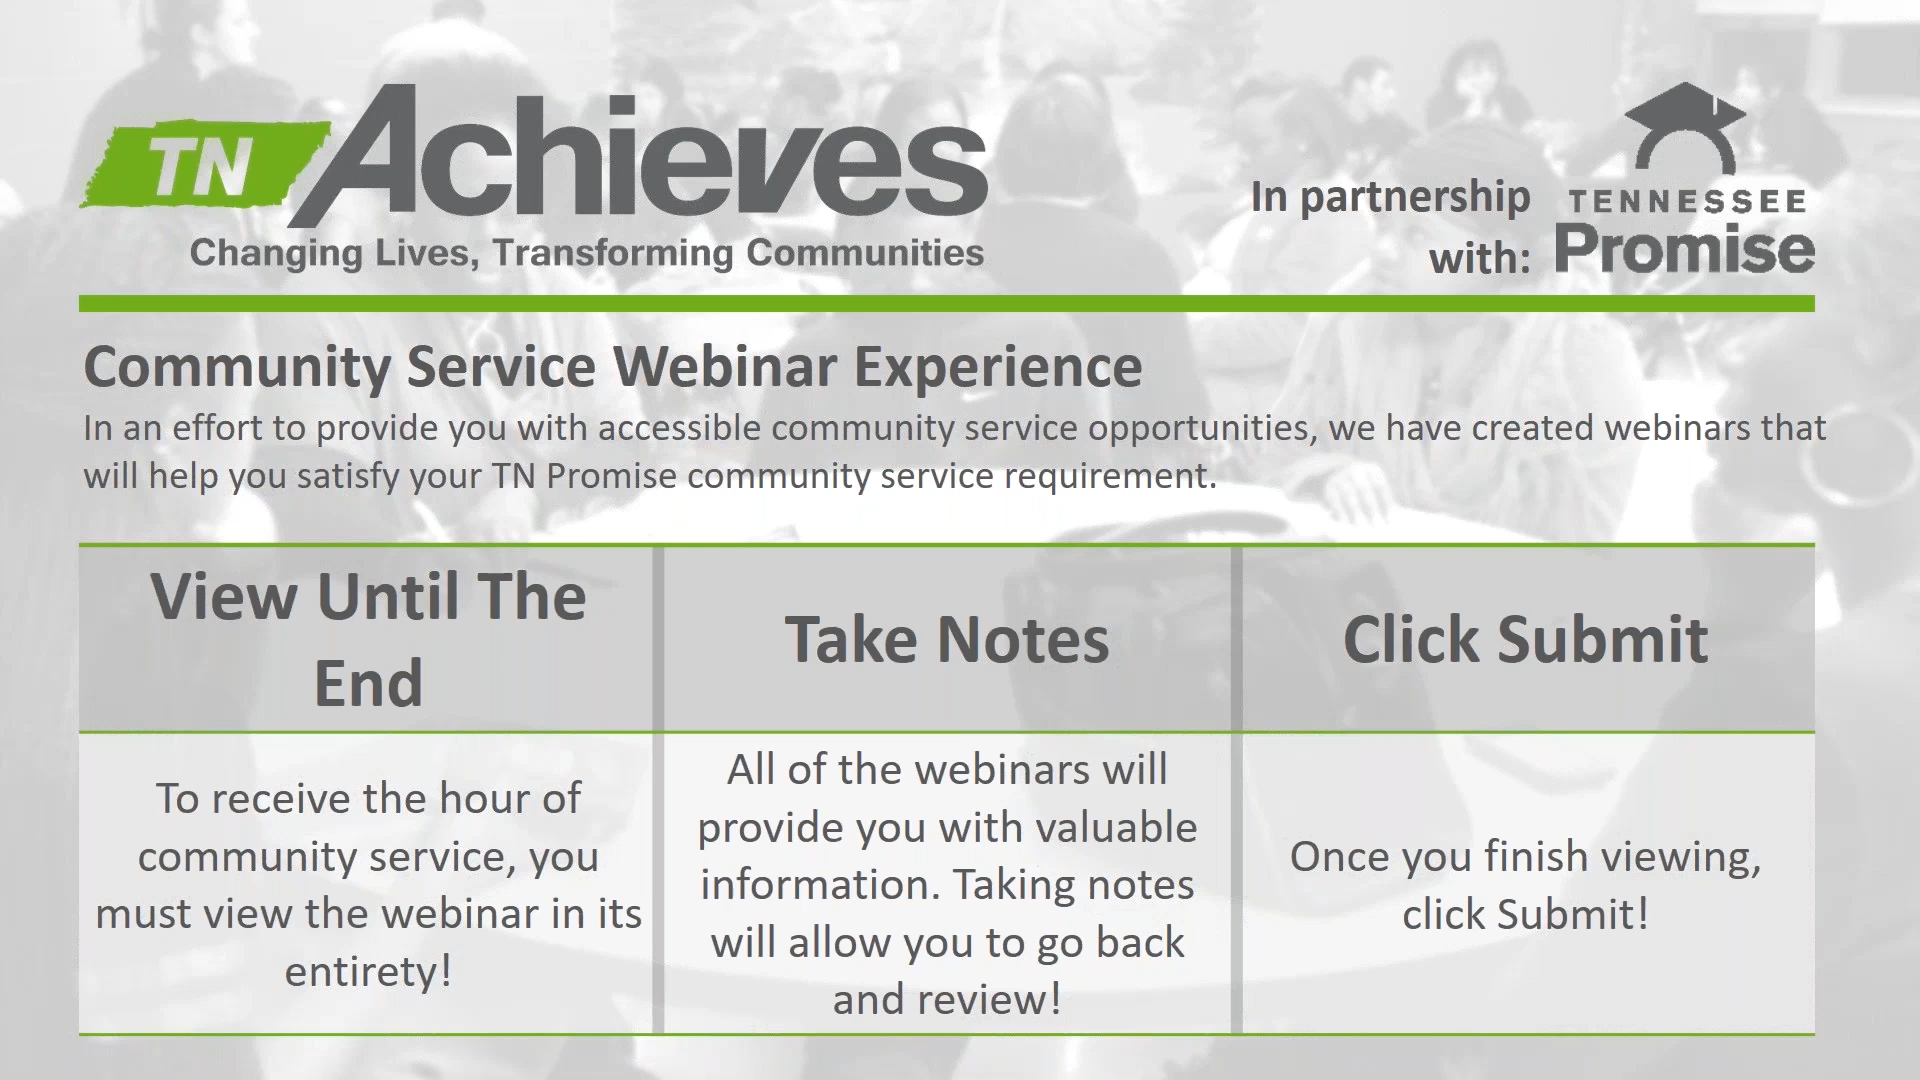 TN Achieves
Changing Lives, Transforming Communities
In partnership
with:
TENNESSEE
Promise
Community Service Webinar Experience
In an effort to provide you with accessible community service opportunities, we have created webinars that
will help you satisfy your TN Promise community service requirement.
View Until The
End
Take Notes
Click Submit
To receive the hour of
community service, you
must view the webinar in its
entirety!
All of the webinars will
provide you with valuable
information. Taking notes
will allow you to go back
and review!
Once you finish viewing,
click Submit!